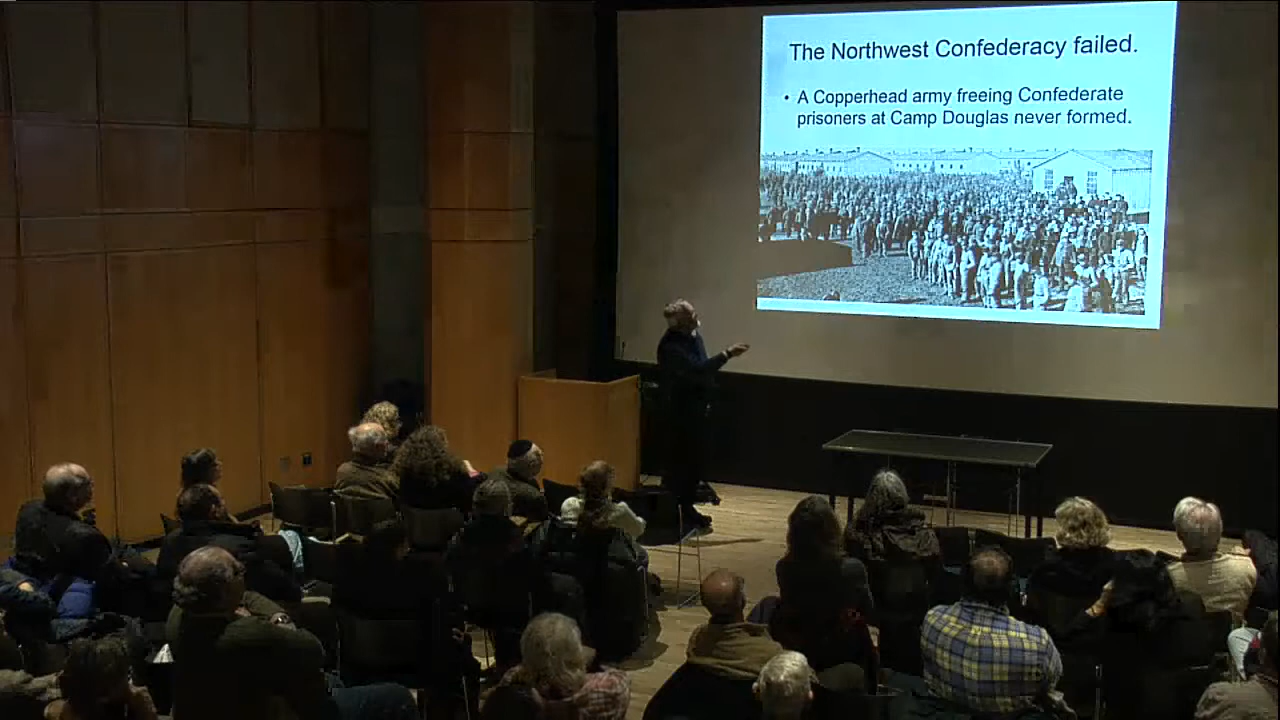 The Northwest Confederacy failed.
• A Copperhead army freeing Confederate
prisoners at Camp Douglas never formed.